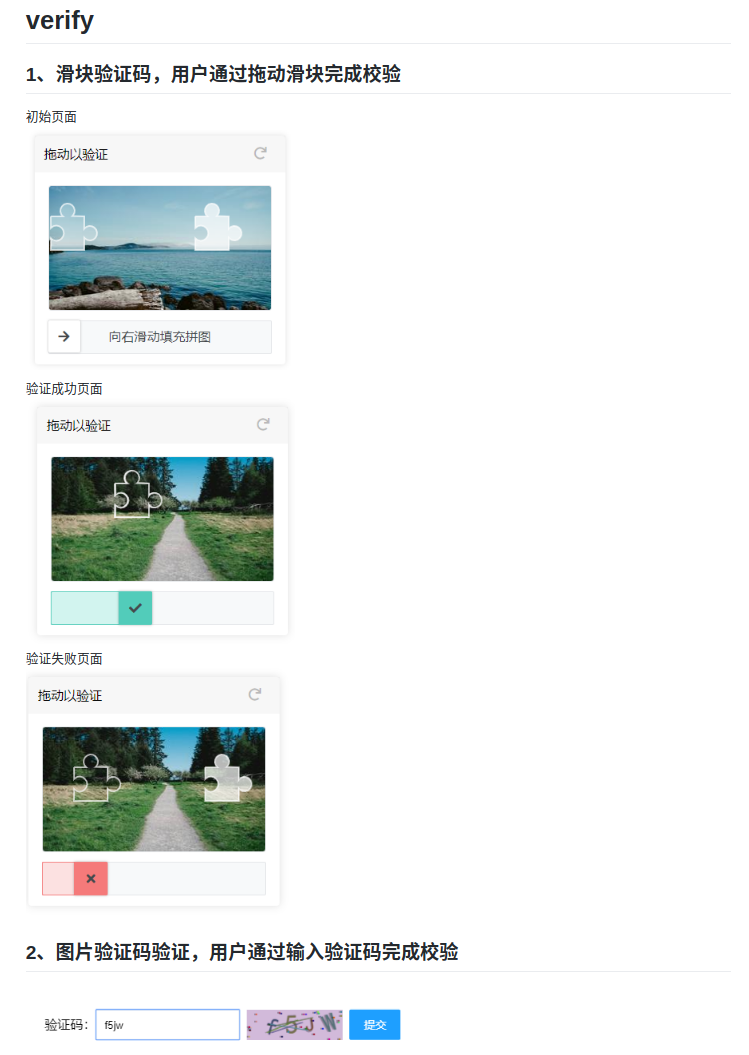 verify
1、滑块验证码，用户通过拖动滑块完成校验
初始页面
拖动以验证
向右滑动填充拼图
验证成功页面
拖动以验证
验证失败页面
拖动以验证
2、图片验证码验证，用户通过输入验证码完成校验
验证码： f5jw f5JW 提交